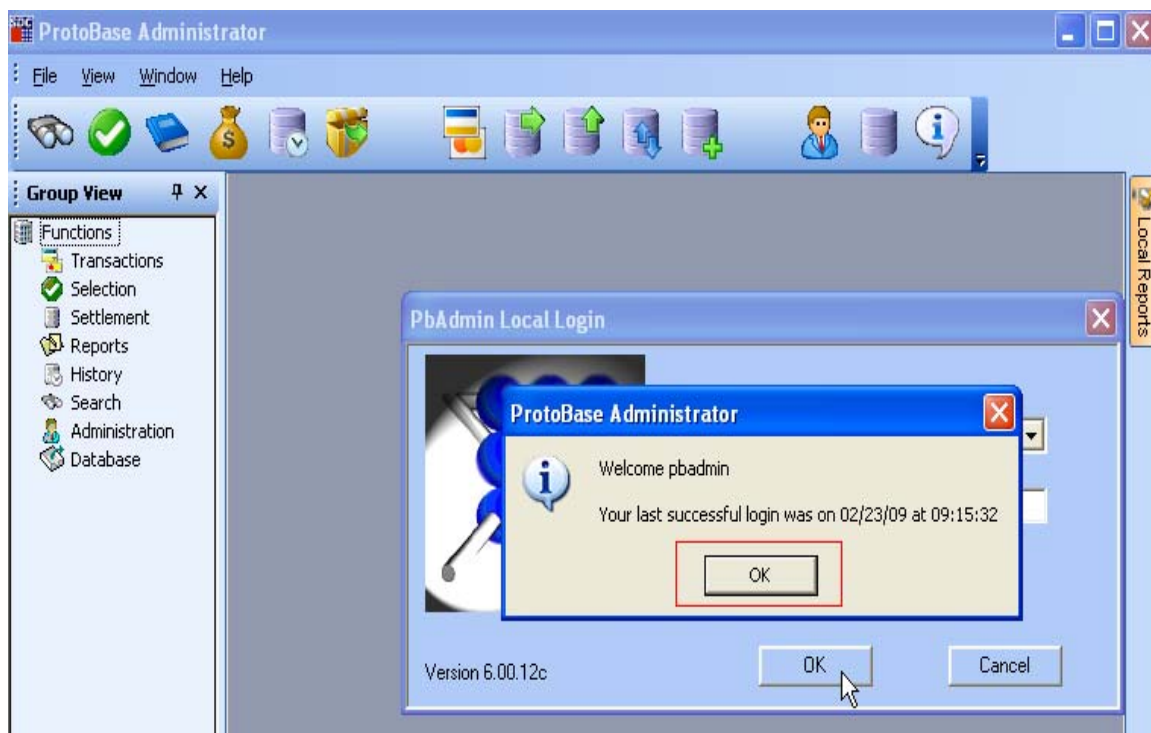 ProtoBase Administrator
File View Window Help
Group View
Functions
Transactions
Selection
Settlement
Reports
History
Search
Administration
Database
Local Reports
PbAdmin Local Login
ProtoBase Administrator
Welcome pbadmin
Your last successful login was on 02/23/09 at 09:15:32
OK
Version 6.00.12c
OK Cancel